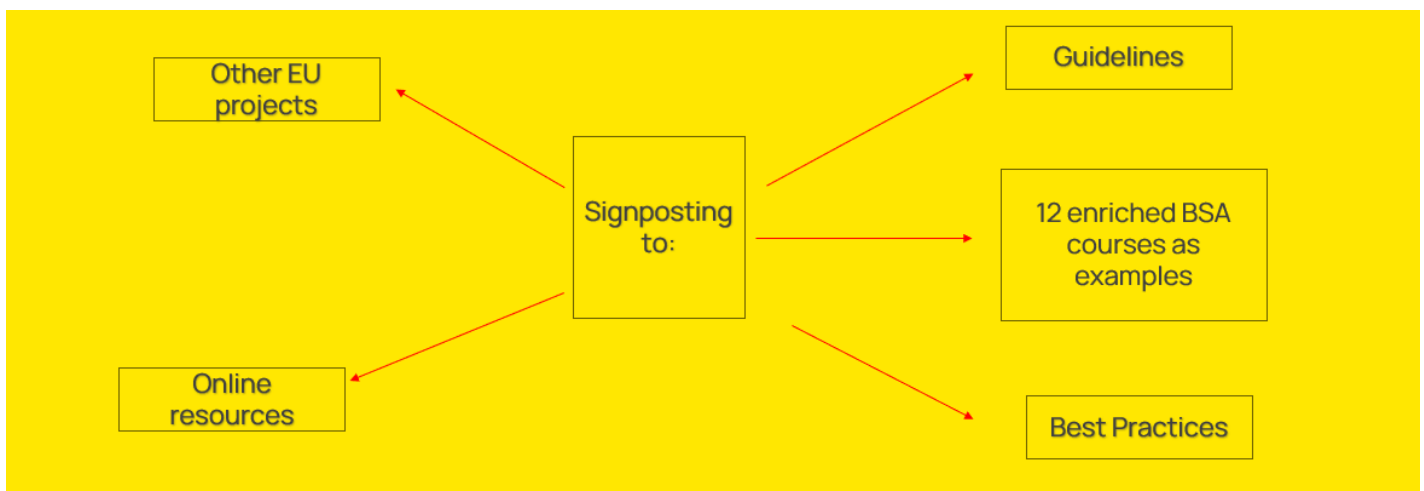 Other EU
projects
Guidelines
Signposting
to:
12 enriched BSA
courses as
examples
Online
resources
Best Practices